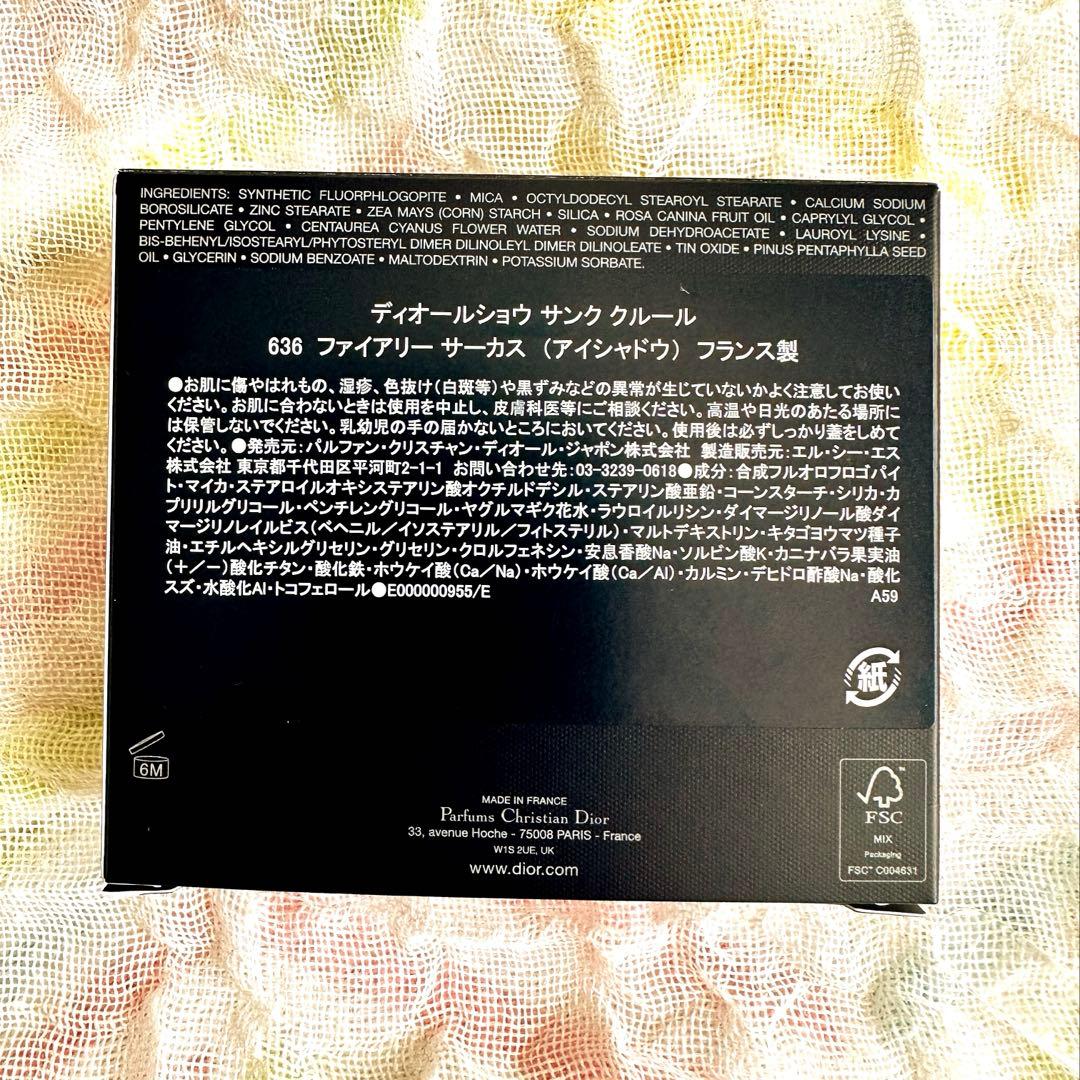 INGREDIENTS: SYNTHETIC FLUORPHLOGOPITE • MICA • OCTYLDODECYL STEAROYL STEARATE • CALCIUM SODIUM
BOROSILICATE • ZINC STEARATE • ZEA MAYS (CORN) STARCH • SILICA • ROSA CANINA FRUIT OIL • CAPRYLYL GLYCOL •
PENTYLENE GLYCOL • CENTAUREA CYANUS FLOWER WATER • SODIUM DEHYDROACETATE • LAUROYL LYSINE •
BIS-BEHENYL/ISOSTEARYL/PHYTOSTERYL DIMER DILINOLEYL DIMER DILINOLEATE • TIN OXIDE • PINUS PENTAPHYLLA SEED
OIL • GLYCERIN • SODIUM BENZOATE • MALTODEXTRIN • POTASSIUM SORBATE.
ディオールショウ サンク クルール
636 ファイアリー サーカス (アイシャドウ) フランス製
●お肌に傷やはれもの、湿疹、色抜け(白斑等)や黒ずみなどの異常が生じていないかよく注意してお使い
ください。お肌に合わないときは使用を中止し、皮膚科医等にご相談ください。高温や日光のあたる場所に
は保管しないでください。乳幼児の手の届かないところにおいてください。使用後は必ずしっかり蓋をしめて
ください。●発売元:パルファン・クリスチャン・ディオール・ジャポン株式会社 製造販売元:エル・シー・エス
株式会社 東京都千代田区平河町2-1-1 お問い合わせ先:03-3239-0618●成分:合成フルオロフロゴパイ
ト・マイカ・ステアロイルオキシステアリン酸オクチルドデシル・ステアリン酸亜鉛・コーンスターチ・シリカ・カ
プリリルグリコール・ペンチレングリコール・ヤグルマギク花水・ラウロイルリシン・ダイマージリノール酸ダイ
マージリノレイルビス(ベヘニル/イソステアリル/フィトステリル)・マルトデキストリン・キタゴヨウマツ種子
油・エチルヘキシルグリセリン・グリセリン・クロルフェネシン・安息香酸Na・ソルビン酸K・カニナバラ果実油
(+/-)酸化チタン・酸化鉄・ホウケイ酸(Ca/Na)・ホウケイ酸(Ca/Al)・カルミン・デヒドロ酢酸Na・酸化
スズ・水酸化Al・トコフェロール●E000000955/E
A59
紙
6M
MADE IN FRANCE
Parfums Christian Dior
33, avenue Hoche - 75008 PARIS - France
W1S 2UE, UK
www.dior.com
FSC™
MIX
Packaging
FSC™ C004631